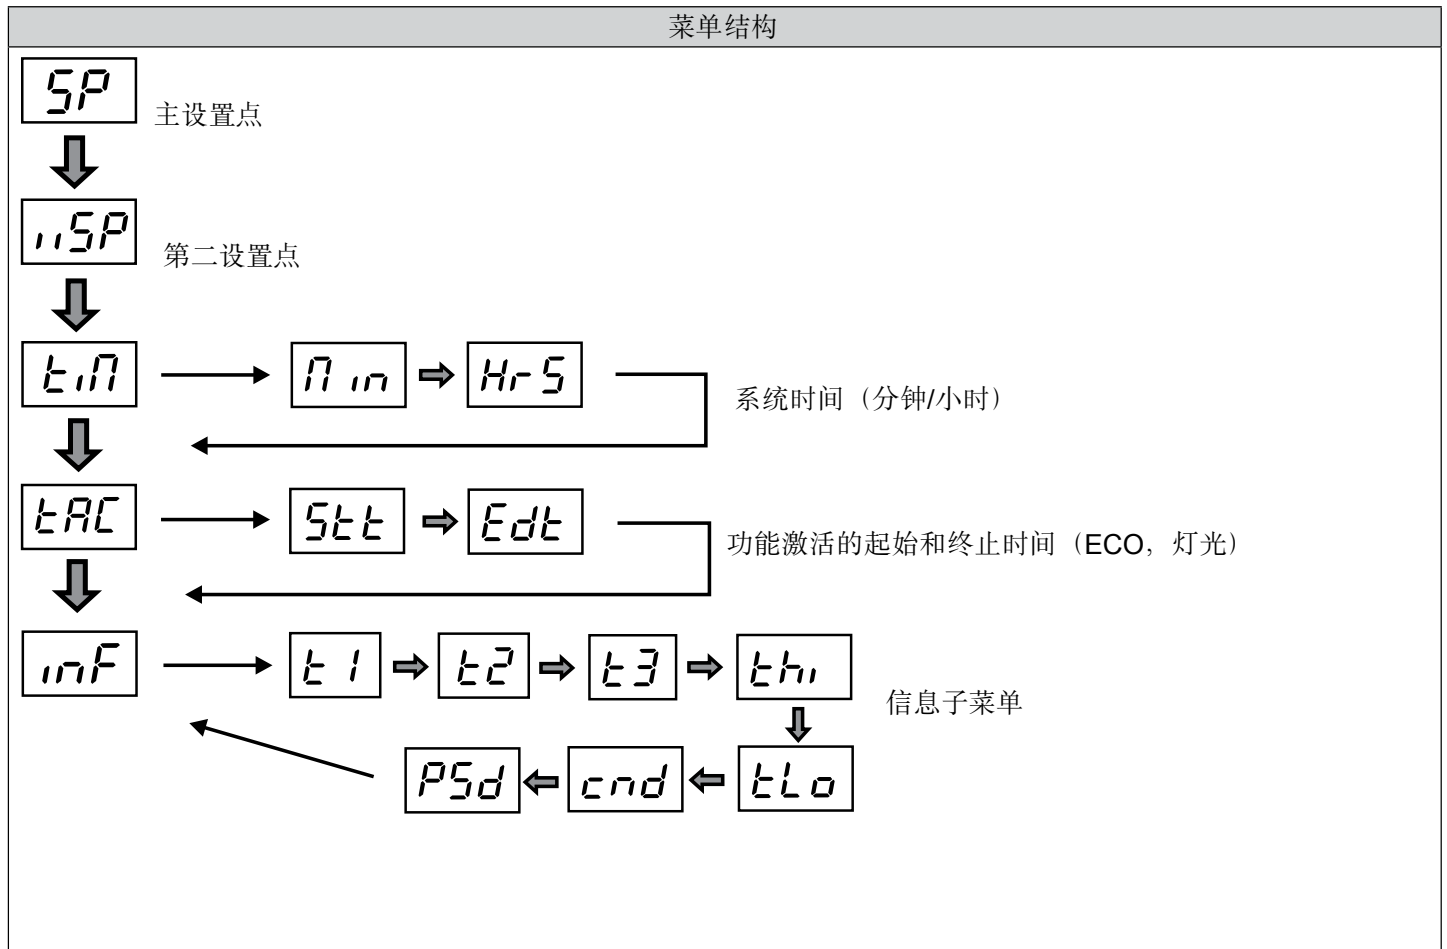 菜单结构
SP
主设置点
iiSP
第二设置点
tiM Min HrS
系统时间（分钟/小时）
tAC Stt Edt
功能激活的起始和终止时间（ECO，灯光）
inF t1 t2 t3 thi
信息子菜单
PSd cnd tLo